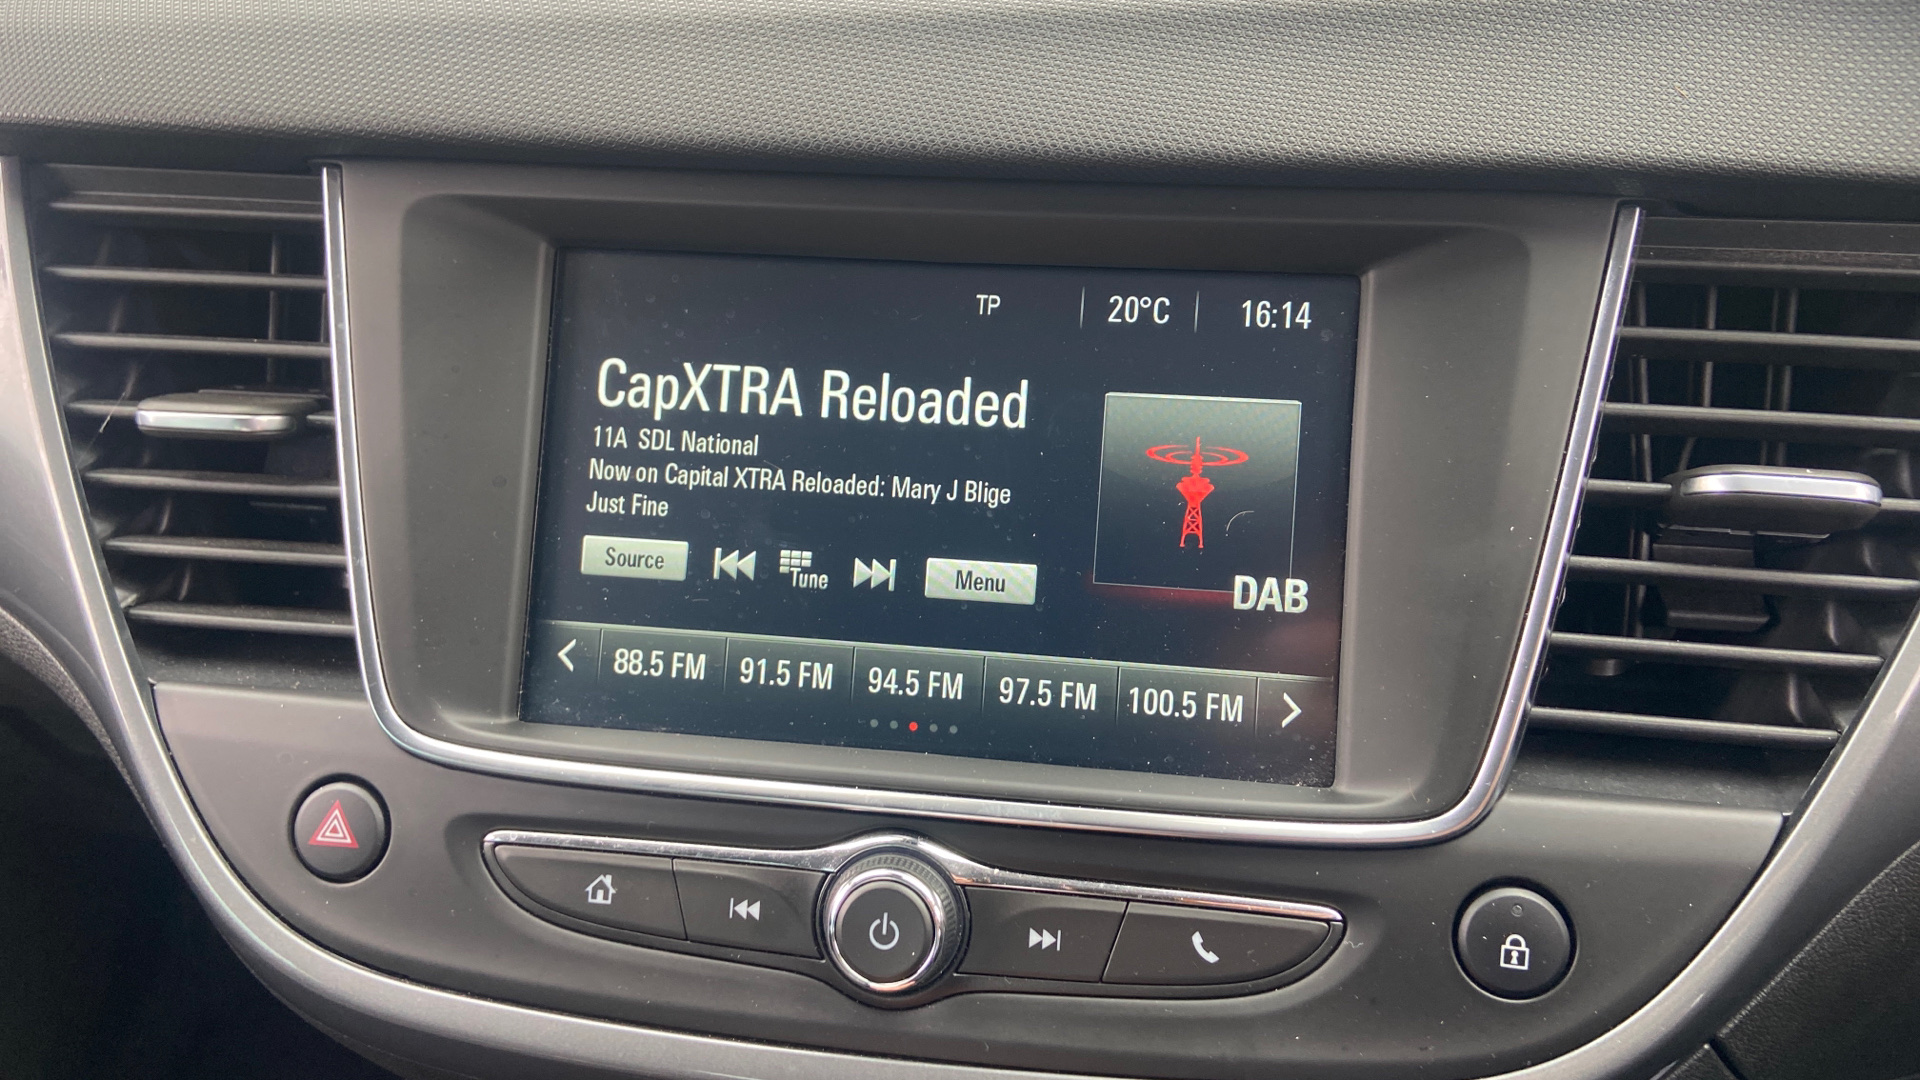 TP 20°C 16:14
CapXTRA Reloaded
11A SDL National
Now on Capital XTRA Reloaded: Mary J Blige
Just Fine
Source Tune Menu
DAB
88.5 FM 91.5 FM 94.5 FM 97.5 FM 100.5 FM